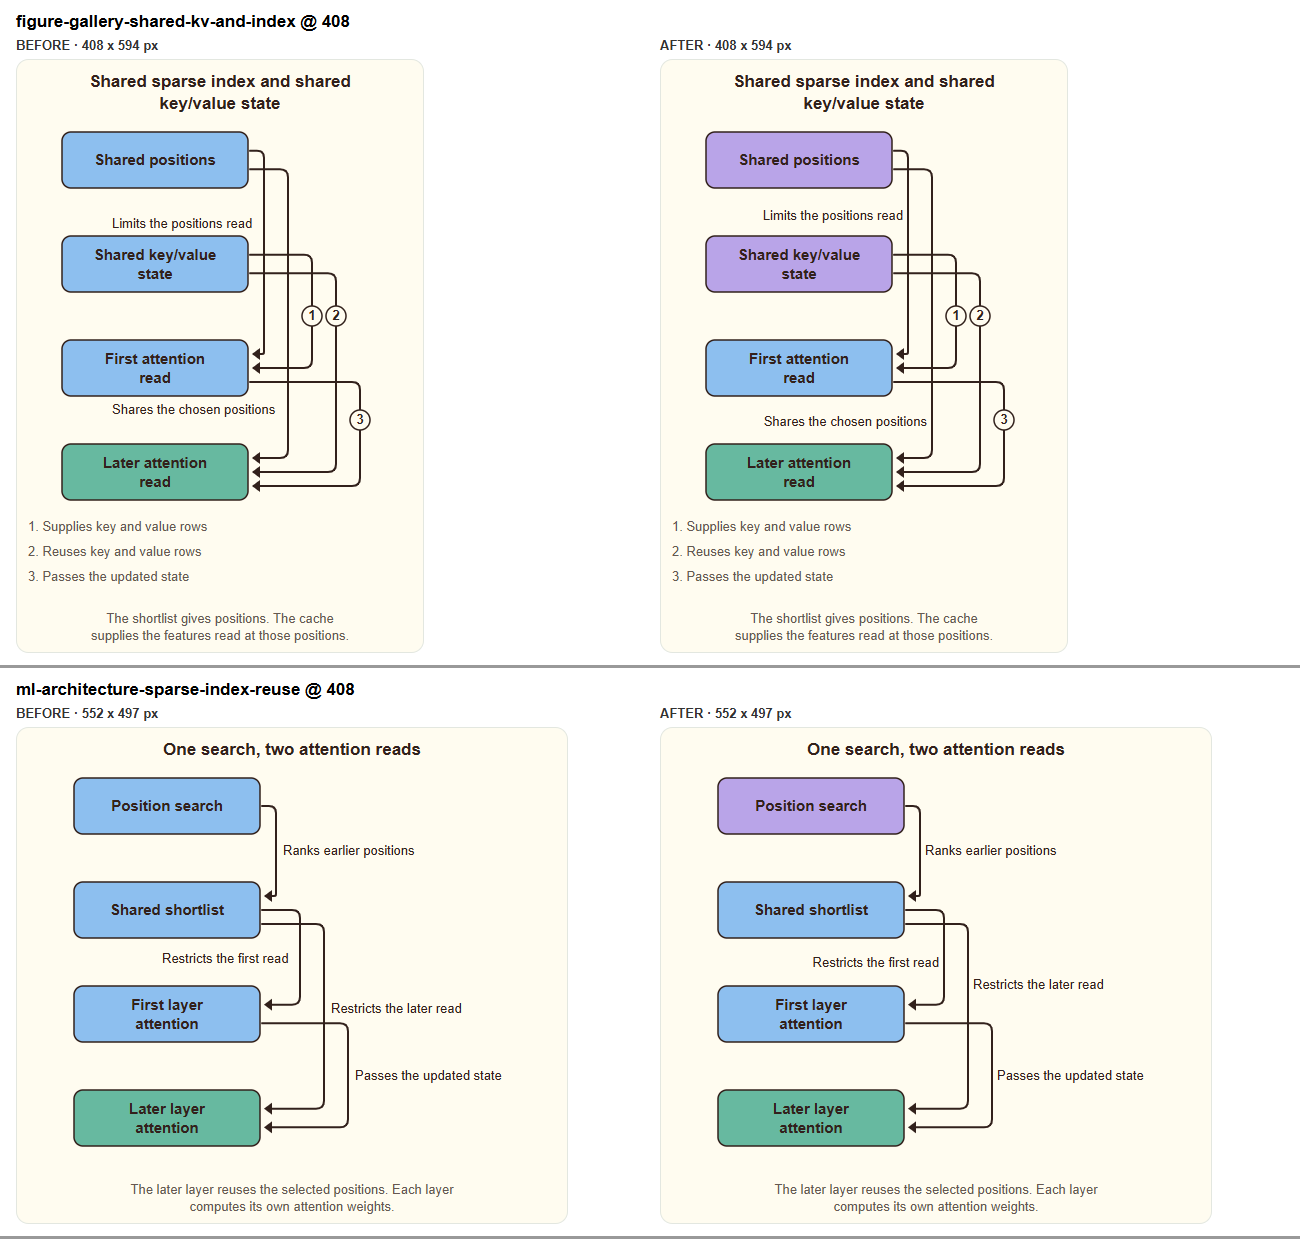 figure-gallery-shared-kv-and-index @ 408
BEFORE · 408 x 594 px
Shared sparse index and shared
key/value state
Shared positions
Limits the positions read
Shared key/value
state
1
2
First attention
read
Shares the chosen positions
3
Later attention
read
1. Supplies key and value rows
2. Reuses key and value rows
3. Passes the updated state
The shortlist gives positions. The cache
supplies the features read at those positions.
AFTER · 408 x 594 px
Shared sparse index and shared
key/value state
Shared positions
Limits the positions read
Shared key/value
state
1
2
First attention
read
Shares the chosen positions
3
Later attention
read
1. Supplies key and value rows
2. Reuses key and value rows
3. Passes the updated state
The shortlist gives positions. The cache
supplies the features read at those positions.
ml-architecture-sparse-index-reuse @ 408
BEFORE · 552 x 497 px
One search, two attention reads
Position search
Ranks earlier positions
Shared shortlist
Restricts the first read
First layer
attention
Restricts the later read
Passes the updated state
Later layer
attention
The later layer reuses the selected positions. Each layer
computes its own attention weights.
AFTER · 552 x 497 px
One search, two attention reads
Position search
Ranks earlier positions
Shared shortlist
Restricts the first read
Restricts the later read
First layer
attention
Passes the updated state
Later layer
attention
The later layer reuses the selected positions. Each layer
computes its own attention weights.